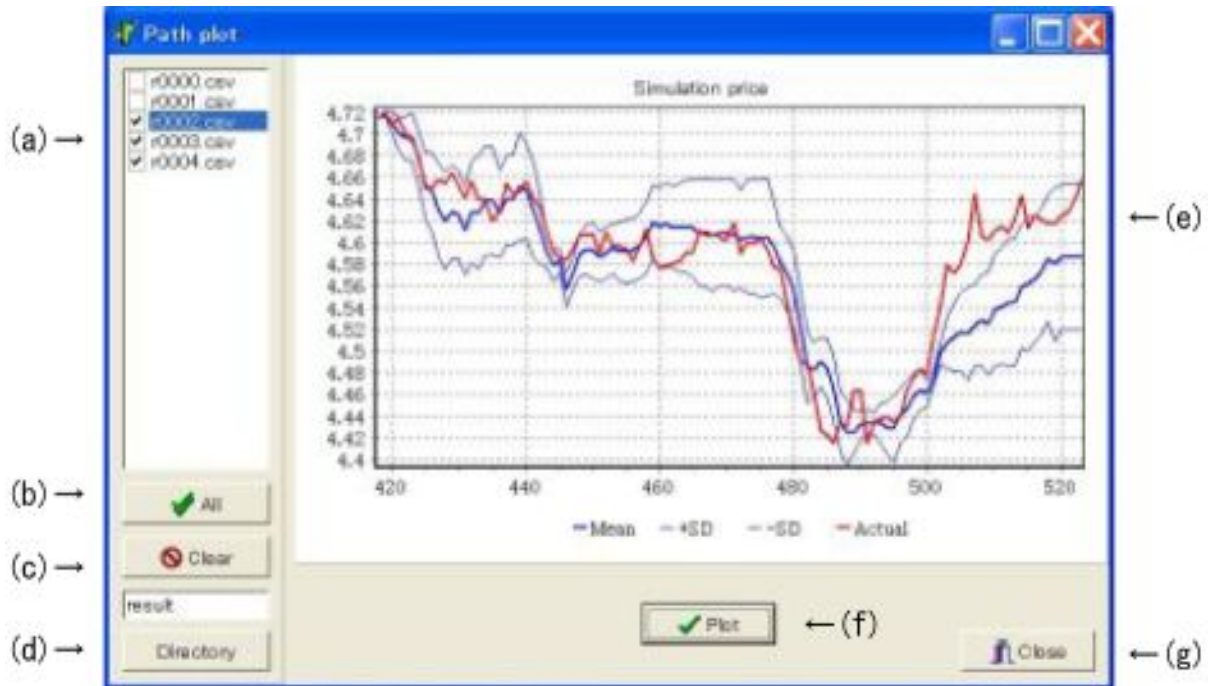 Path plot
r0000.csv
r0001.csv
r0002.csv
r0003.csv
r0004.csv
(a)→
Simulation price
4.72
4.7
4.68
4.66
4.64
4.62
4.6
4.58
4.56
4.54
4.52
4.5
4.48
4.46
4.44
4.42
4.4
420 440 460 480 500 520
Mean +SD -SD Actual
←(e)
(b)→
All
(c)→
Clear
result
(d)→
Directory
Plot
←(f)
Close
←(g)